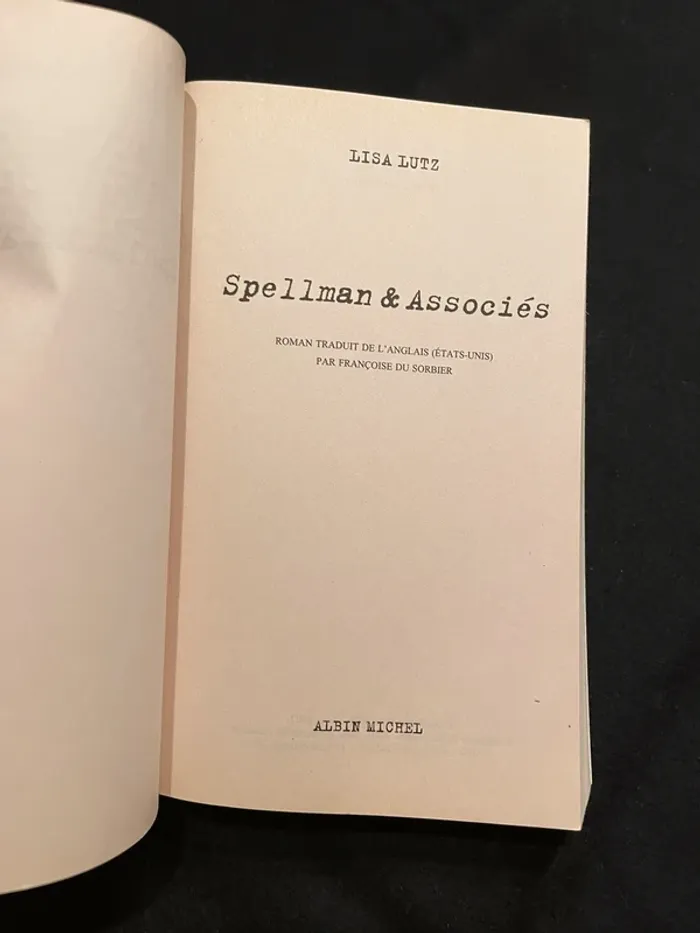 LISA LUTZ
Spellman & Associés
ROMAN TRADUIT DE L'ANGLAIS (ÉTATS-UNIS)
PAR FRANÇOISE DU SORBIER
ALBIN MICHEL